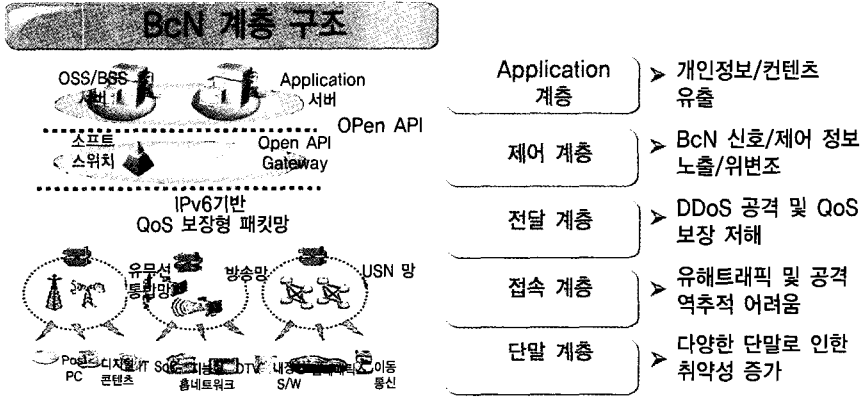 BcN 계층 구조
OSS/BSS
서버
Application
서버
OPen API
소프트
스위치
Open API
Gateway
IPv6기반
QoS 보장형 패킷망
유무선
통합망
방송망
USN 망
Post
PC
디지털
콘텐츠
IT SoC
지능형
홈네트워크
DTV
S/W
이동
통신
Application
계층
➢ 개인정보/컨텐츠
유출
제어 계층
➢ BcN 신호/제어 정보
노출/위변조
전달 계층
➢ DDoS 공격 및 QoS
보장 저해
접속 계층
➢ 유해트래픽 및 공격
역추적 어려움
단말 계층
➢ 다양한 단말로 인한
취약성 증가